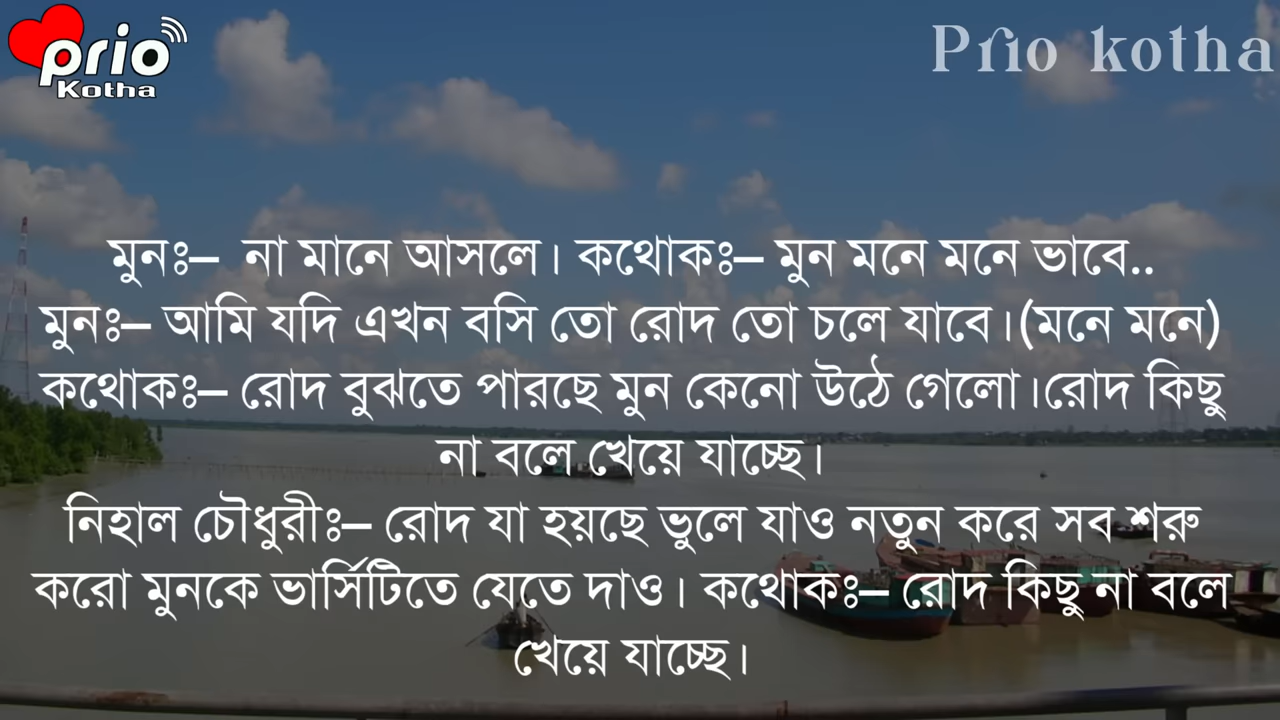 prio
Kotha
Prio kotha
মুনঃ– না মানে আসলে। কথোকঃ– মুন মনে মনে ভাবে..
মুনঃ– আমি যদি এখন বসি তো রোদ তো চলে যাবে।(মনে মনে)
কথোকঃ– রোদ বুঝতে পারছে মুন কেনো উঠে গেলো।রোদ কিছু
না বলে খেয়ে যাচ্ছে।
নিহাল চৌধুরীঃ– রোদ যা হয়ছে ভুলে যাও নতুন করে সব শরু
করো মুনকে ভার্সিটিতে যেতে দাও। কথোকঃ– রোদ কিছু না বলে
খেয়ে যাচ্ছে।